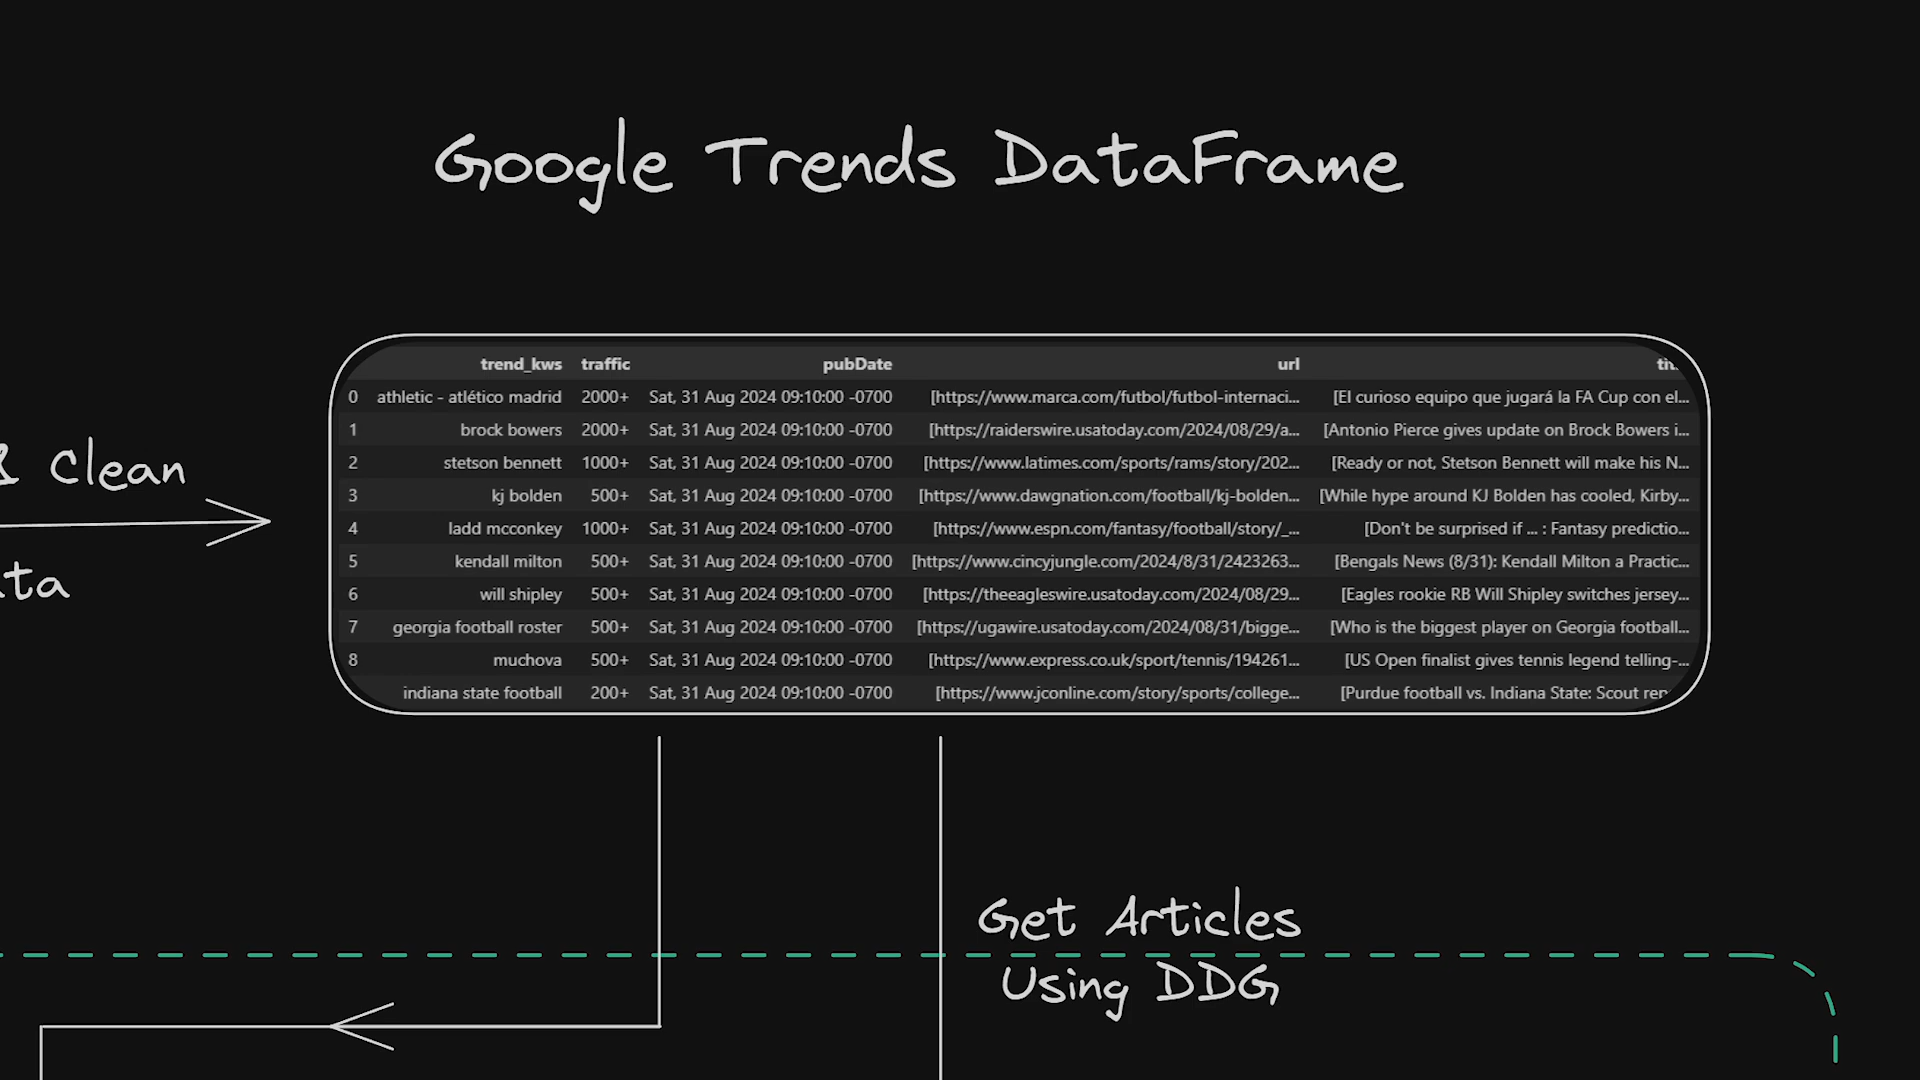 Google Trends DataFrame
trend_kws traffic pubDate url
0 athletic - atlético madrid 2000+ Sat, 31 Aug 2024 09:10:00 -0700 [https://www.marca.com/futbol/futbol-internaci... [El curioso equipo que jugará la FA Cup con el...
1 brock bowers 2000+ Sat, 31 Aug 2024 09:10:00 -0700 [https://raiderswire.usatoday.com/2024/08/29/a... [Antonio Pierce gives update on Brock Bowers i...
2 stetson bennett 1000+ Sat, 31 Aug 2024 09:10:00 -0700 [https://www.latimes.com/sports/rams/story/202... [Ready or not, Stetson Bennett will make his N...
3 kj bolden 500+ Sat, 31 Aug 2024 09:10:00 -0700 [https://www.dawgnation.com/football/kj-bolden... [While hype around KJ Bolden has cooled, Kirby...
4 ladd mcconkey 1000+ Sat, 31 Aug 2024 09:10:00 -0700 [https://www.espn.com/fantasy/football/story/_... [Don't be surprised if ... : Fantasy predictio...
5 kendall milton 500+ Sat, 31 Aug 2024 09:10:00 -0700 [https://www.cincyjungle.com/2024/8/31/2423263... [Bengals News (8/31): Kendall Milton a Practic...
6 will shipley 500+ Sat, 31 Aug 2024 09:10:00 -0700 [https://theeagleswire.usatoday.com/2024/08/29... [Eagles rookie RB Will Shipley switches jersey...
7 georgia football roster 500+ Sat, 31 Aug 2024 09:10:00 -0700 [https://ugawire.usatoday.com/2024/08/31/bigge... [Who is the biggest player on Georgia football...
8 muchova 500+ Sat, 31 Aug 2024 09:10:00 -0700 [https://www.express.co.uk/sport/tennis/194261... [US Open finalist gives tennis legend telling-...
indiana state football 200+ Sat, 31 Aug 2024 09:10:00 -0700 [https://www.jconline.com/story/sports/college... [Purdue football vs. Indiana State: Scout
& Clean
Get Articles
Using DDG